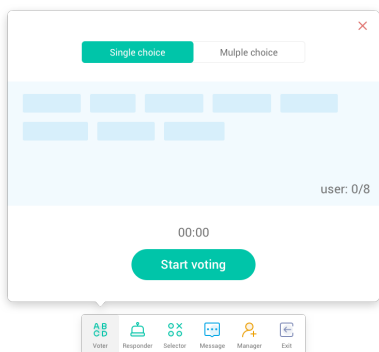 Single choice Mulple choice
user: 0/8
00:00
Start voting
A B
C D
Voter Responder Selector Message Manager Exit